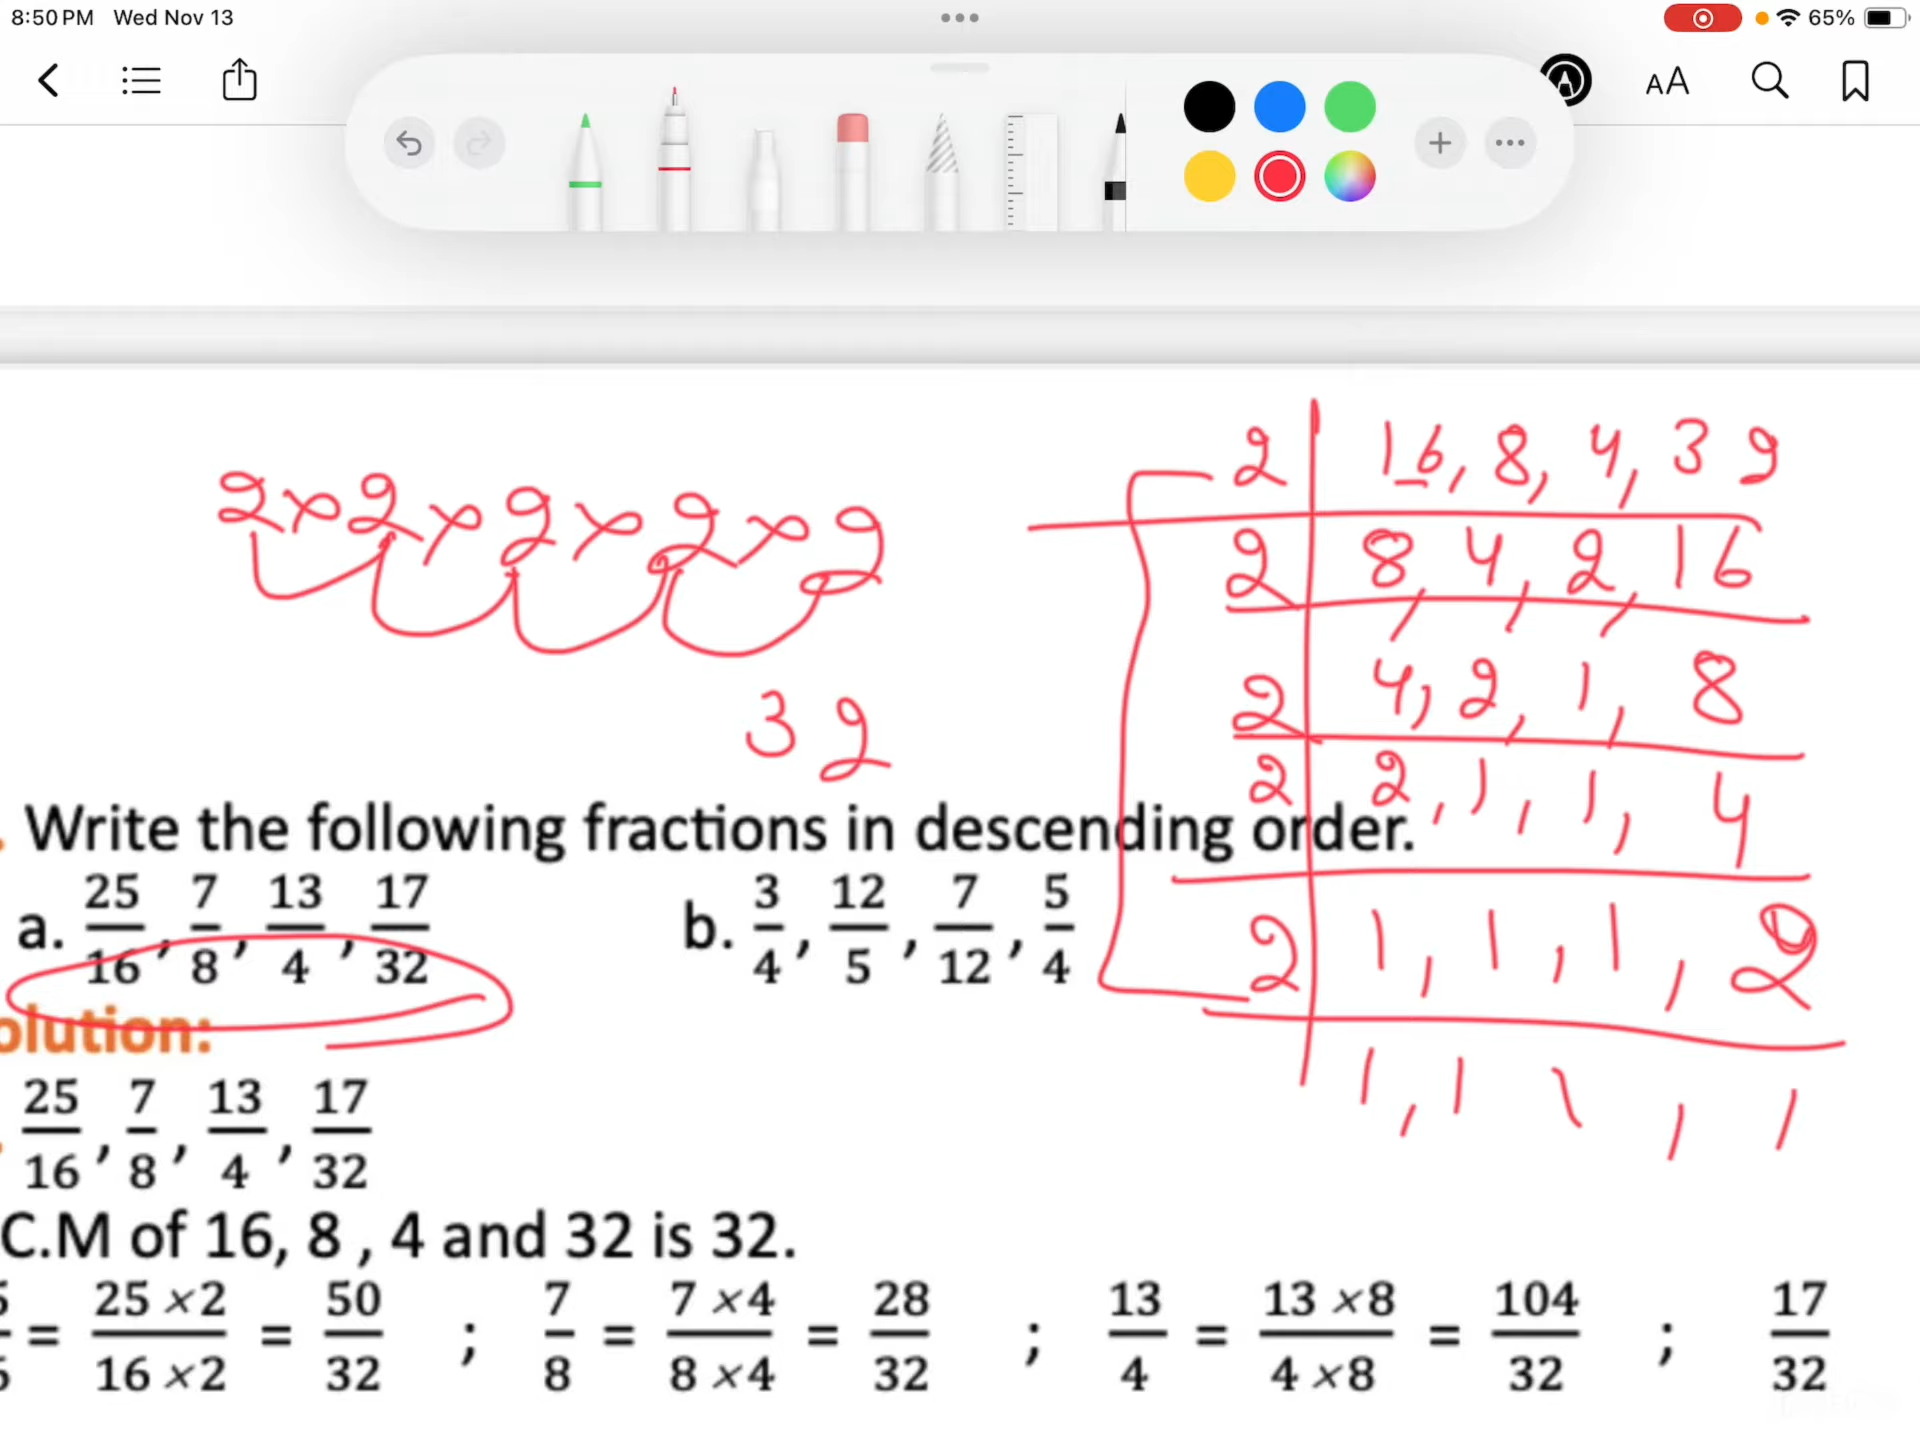 8:50 PM Wed Nov 13
65%
AA
2 | 16, 8, 4, 32
2×2×2×2×2
2 | 8, 4, 2, 16
2 | 4, 2, 1, 8
32
2 | 2, 1, 1, 4
. Write the following fractions in descending order.
a. 25/16, 7/8, 13/4, 17/32 b. 3/4, 12/5, 7/12, 5/4
2 | 1, 1, 1, 2
olution:
1, 1 1, 1
25/16, 7/8, 13/4, 17/32
C.M of 16, 8 , 4 and 32 is 32.
= 25 ×2/16 ×2 = 50/32 ; 7/8 = 7 ×4/8 ×4 = 28/32 ; 13/4 = 13 ×8/4 ×8 = 104/32 ; 17/32